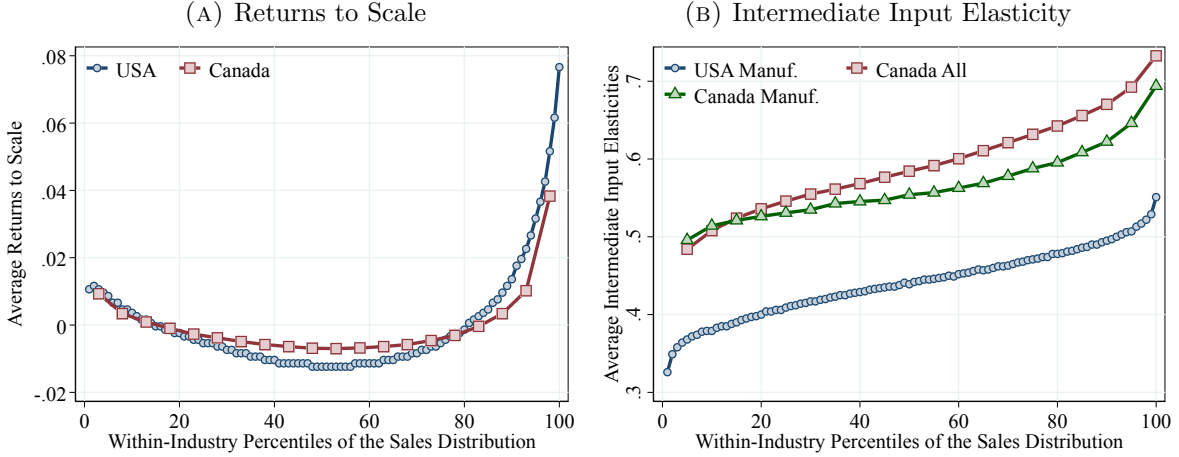 (A) Returns to Scale
Average Returns to Scale
.08
.06
.04
.02
0
-.02
USA
Canada
0
20
40
60
80
100
Within-Industry Percentiles of the Sales Distribution
(B) Intermediate Input Elasticity
Average Intermediate Input Elasticities
.7
.6
.5
.4
.3
USA Manuf.
Canada All
Canada Manuf.
0
20
40
60
80
100
Within-Industry Percentiles of the Sales Distribution